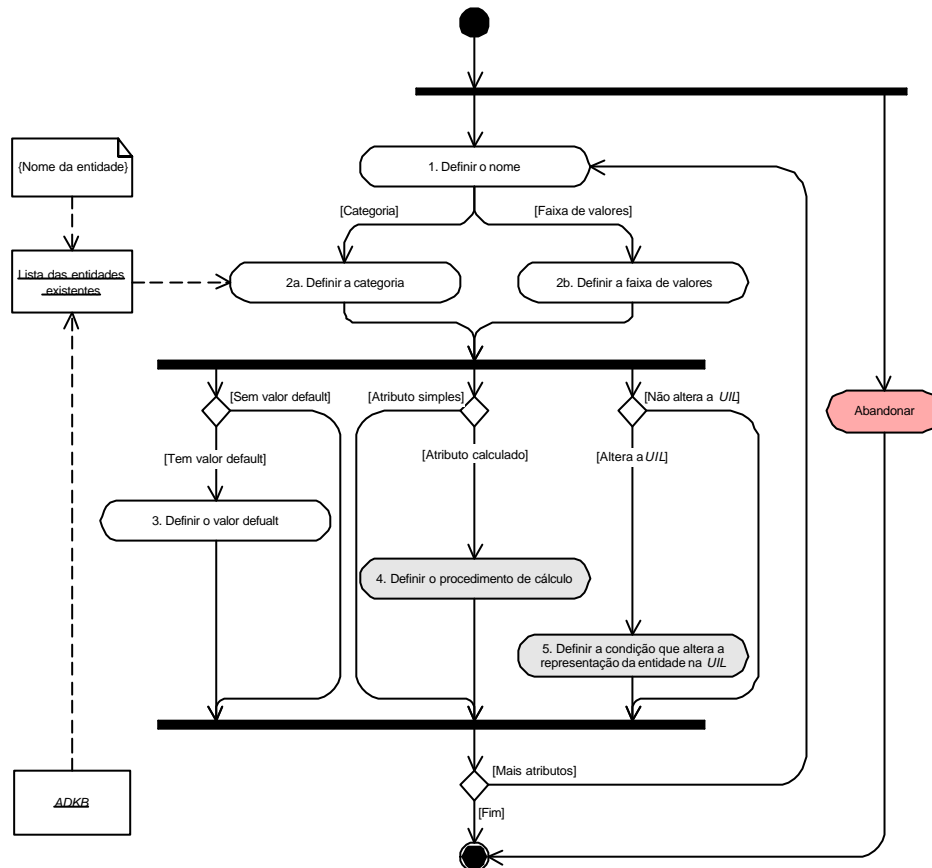 {Nome da entidade}
1. Definir o nome
[Categoria]
[Faixa de valores]
Lista das entidades
existentes
2a. Definir a categoria
2b. Definir a faixa de valores
[Sem valor default]
[Atributo simples]
[Não altera a UIL]
Abandonar
[Tem valor default]
[Atributo calculado]
[Altera a UIL]
3. Definir o valor defualt
4. Definir o procedimento de cálculo
5. Definir a condição que altera a
representação da entidade na UIL
[Mais atributos]
ADKB
[Fim]